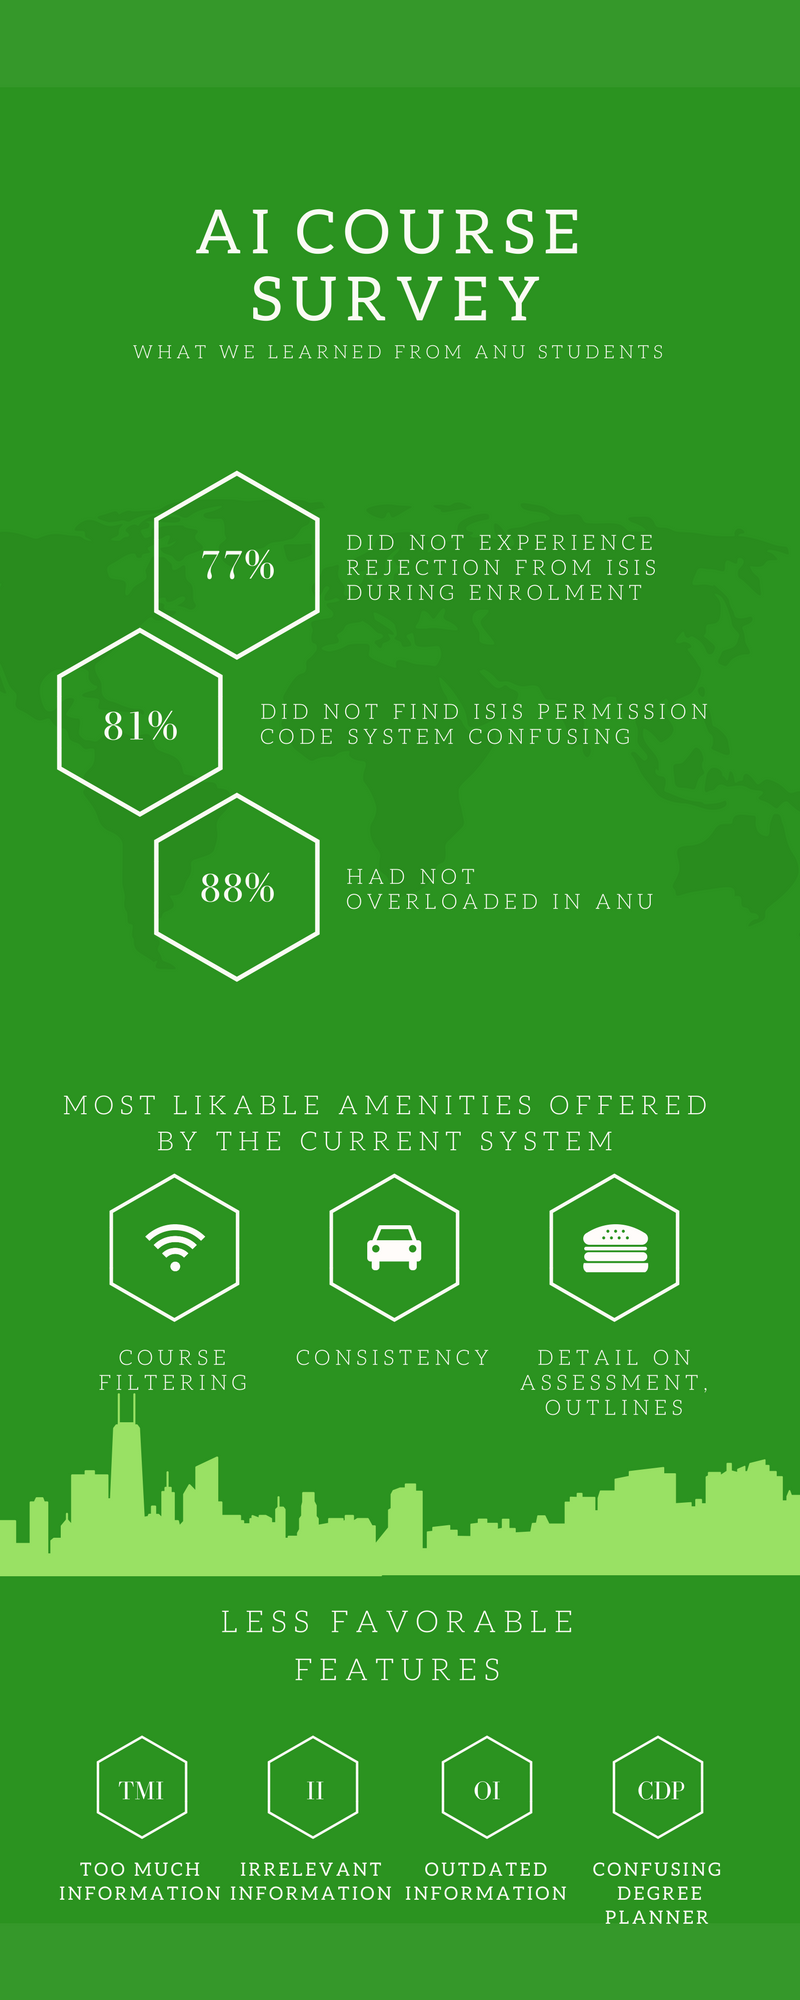 AI COURSE
SURVEY
WHAT WE LEARNED FROM ANU STUDENTS
77%
DID NOT EXPERIENCE
REJECTION FROM ISIS
DURING ENROLMENT
81%
DID NOT FIND ISIS PERMISSION
CODE SYSTEM CONFUSING
88%
HAD NOT
OVERLOADED IN ANU
MOST LIKABLE AMENITIES OFFERED
BY THE CURRENT SYSTEM
COURSE
FILTERING
CONSISTENCY
DETAIL ON
ASSESSMENT,
OUTLINES
LESS FAVORABLE
FEATURES
TMI
II
OI
CDP
TOO MUCH
INFORMATION
IRRELEVANT
INFORMATION
OUTDATED
INFORMATION
CONFUSING
DEGREE
PLANNER